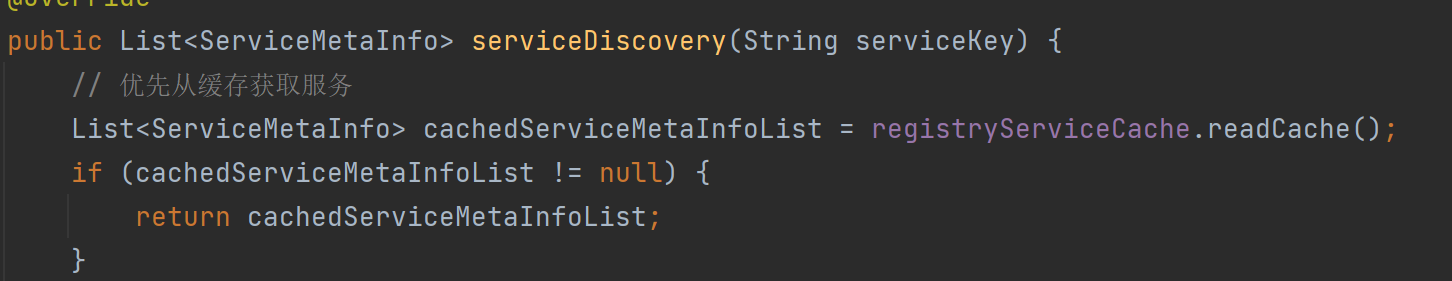 @Override
public List<ServiceMetaInfo> serviceDiscovery(String serviceKey) {
// 优先从缓存获取服务
List<ServiceMetaInfo> cachedServiceMetaInfoList = registryServiceCache.readCache();
if (cachedServiceMetaInfoList != null) {
return cachedServiceMetaInfoList;
}